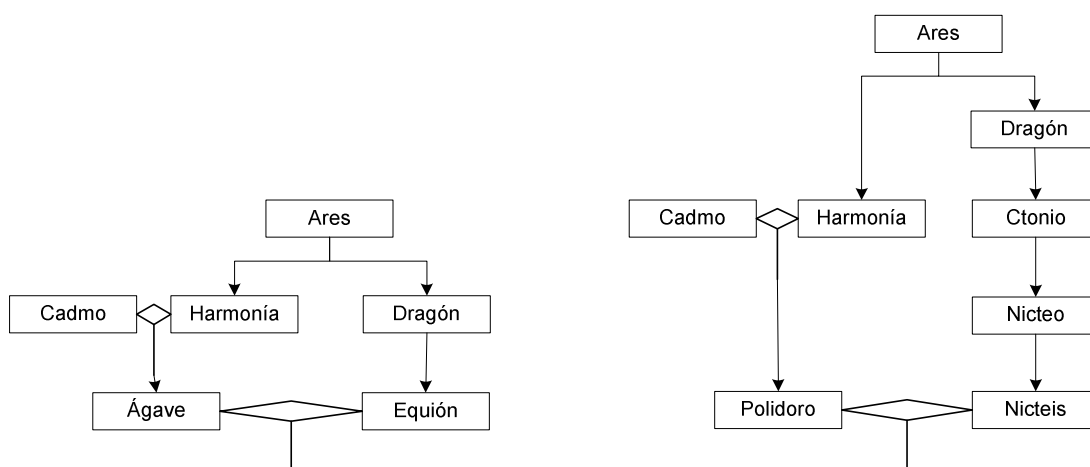 Ares
Cadmo
Harmonía
Dragón
Ágave
Equión
Ares
Dragón
Cadmo
Harmonía
Ctonio
Nicteo
Polidoro
Nicteis